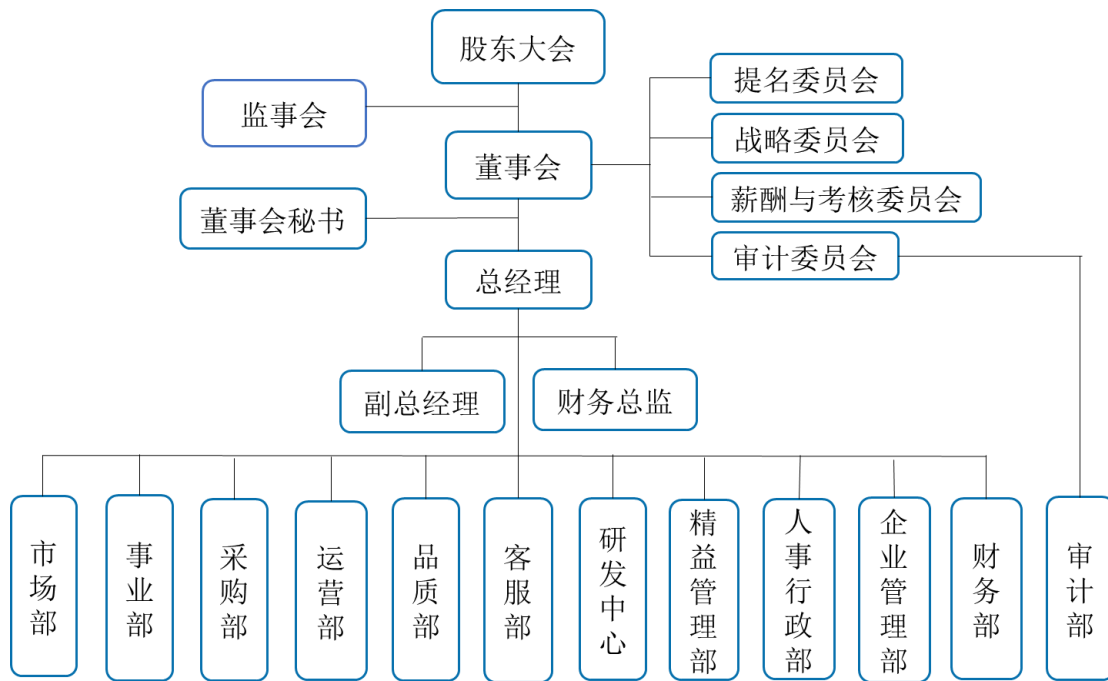 股东大会
监事会
董事会
提名委员会
战略委员会
薪酬与考核委员会
审计委员会
董事会秘书
总经理
副总经理
财务总监
市场部
事业部
采购部
运营部
品质部
客服部
研发中心
精益管理部
人事行政部
企业管理部
财务部
审计部